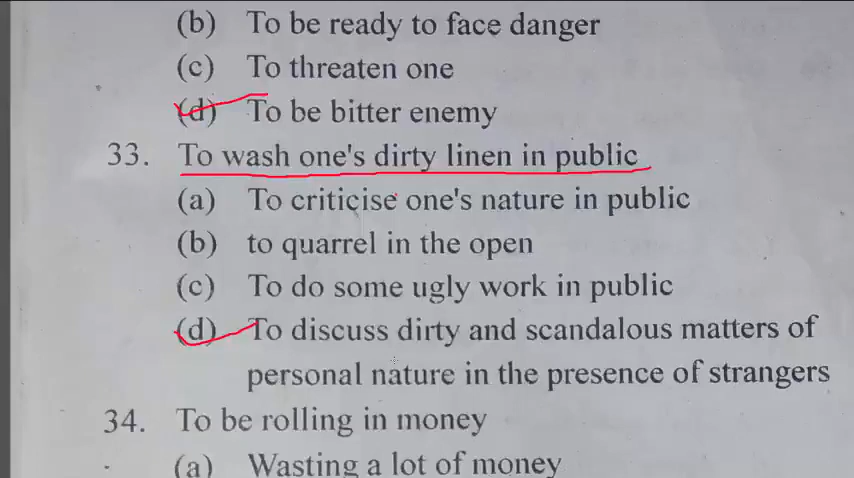 (b) To be ready to face danger
(c) To threaten one
(d) To be bitter enemy
33. To wash one's dirty linen in public
(a) To criticise one's nature in public
(b) to quarrel in the open
(c) To do some ugly work in public
(d) To discuss dirty and scandalous matters of
personal nature in the presence of strangers
34. To be rolling in money
(a) Wasting a lot of money